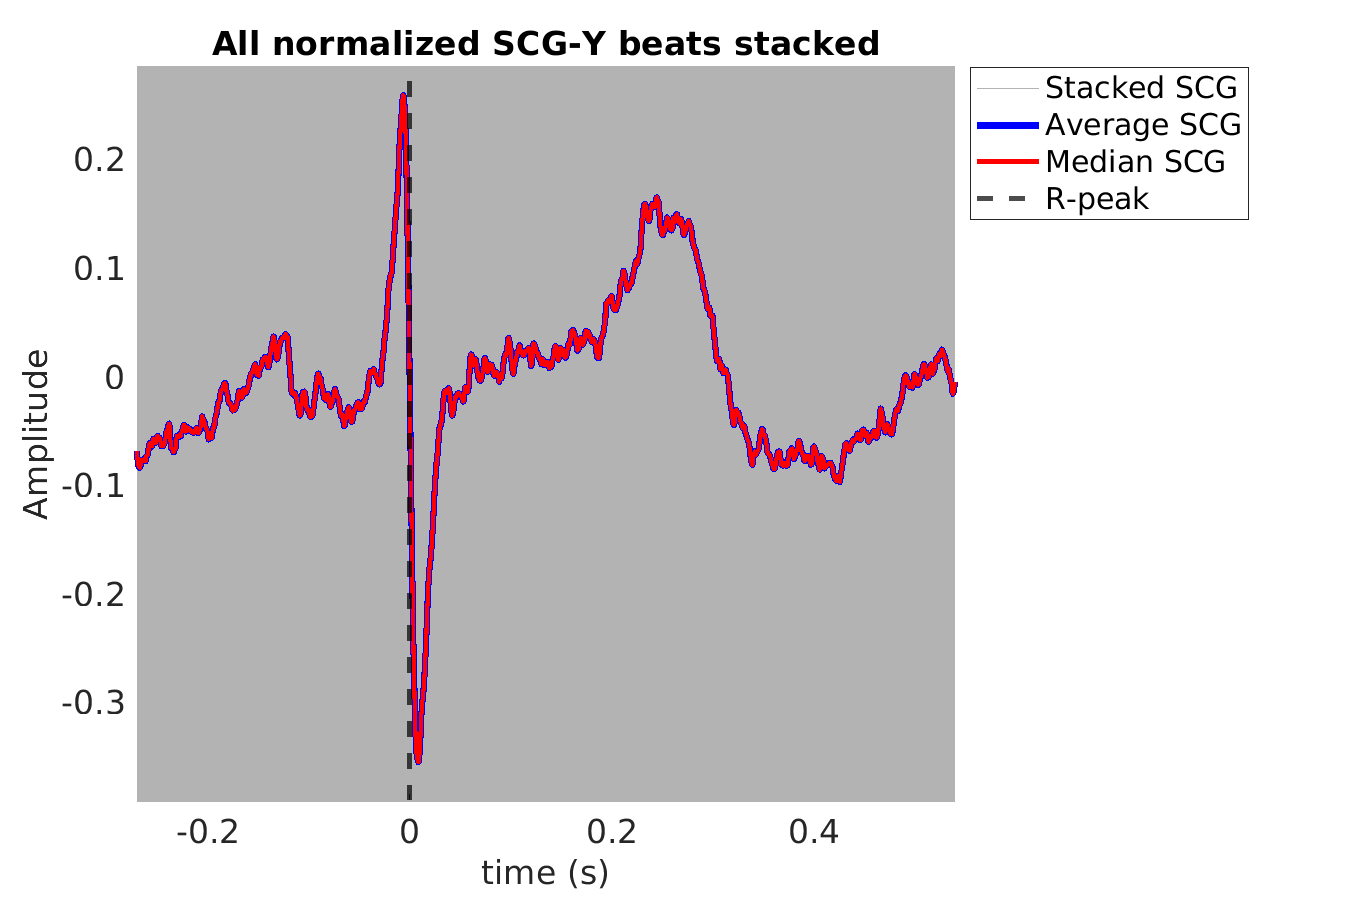 All normalized SCG-Y beats stacked
Stacked SCG
Average SCG
Median SCG
R-peak
Amplitude
0.2
0.1
0
-0.1
-0.2
-0.3
-0.2
0
0.2
0.4
time (s)